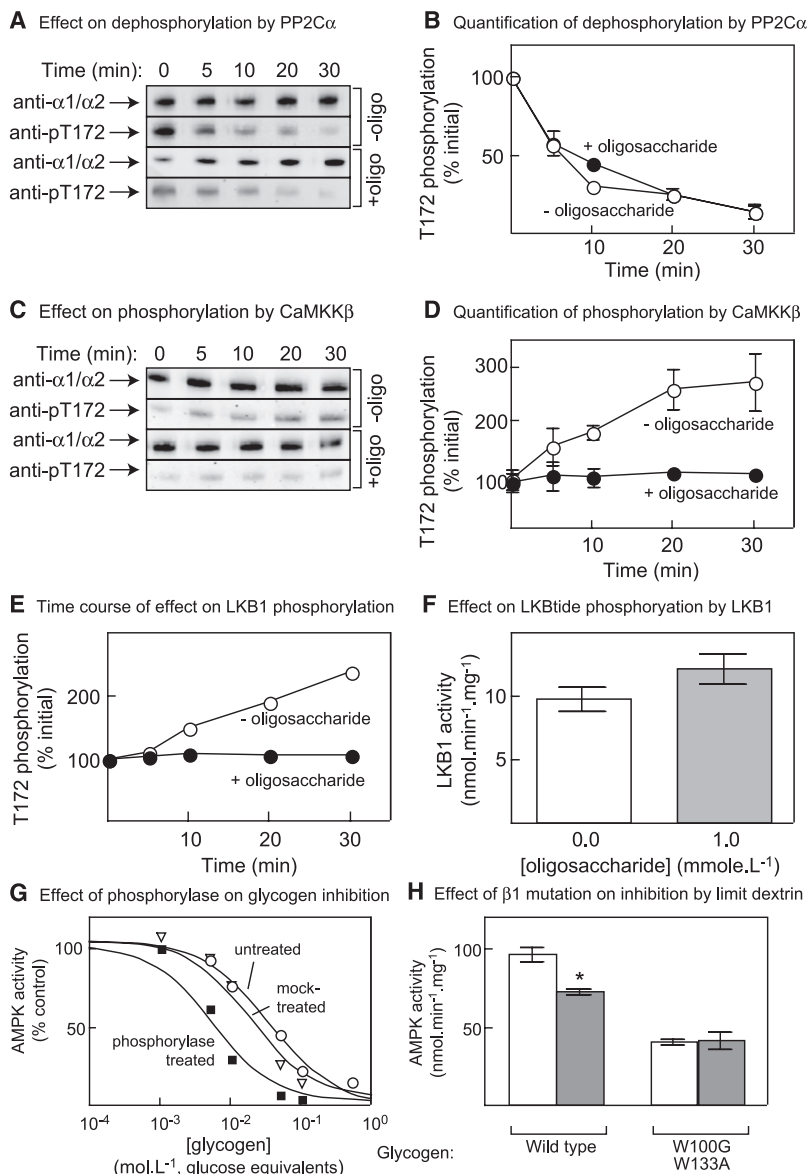 A Effect on dephosphorylation by PP2Cα
Time (min): 0 5 10 20 30
anti-α1/α2
anti-pT172
-oligo
anti-α1/α2
anti-pT172
+oligo
B Quantification of dephosphorylation by PP2Cα
T172 phosphorylation
(% initial)
100
50
+ oligosaccharide
- oligosaccharide
10 20 30
Time (min)
C Effect on phosphorylation by CaMKKβ
Time (min): 0 5 10 20 30
anti-α1/α2
anti-pT172
-oligo
anti-α1/α2
anti-pT172
+oligo
D Quantification of phosphorylation by CaMKKβ
T172 phosphorylation
(% initial)
300
200
100
- oligosaccharide
+ oligosaccharide
10 20 30
Time (min)
E Time course of effect on LKB1 phosphorylation
T172 phosphorylation
(% initial)
200
100
- oligosaccharide
+ oligosaccharide
10 20 30
Time (min)
F Effect on LKBtide phosphoryation by LKB1
LKB1 activity
(nmol.min-1.mg-1)
10
5
0.0 1.0
[oligosaccharide] (mmole.L-1)
G Effect of phosphorylase on glycogen inhibition
AMPK activity
(% control)
100
50
untreated
mock-
treated
phosphorylase
treated
10-4 10-3 10-2 10-1 100
[glycogen]
(mol.L-1, glucose equivalents)
H Effect of β1 mutation on inhibition by limit dextrin
AMPK activity
(nmol.min-1.mg-1)
100
50
*
Glycogen:
Wild type
W100G
W133A